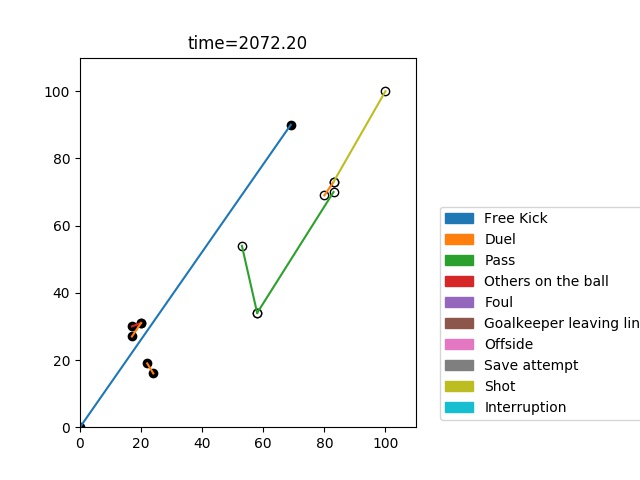 time=2072.20
100
80
60
40
20
0
0 20 40 60 80 100
Free Kick
Duel
Pass
Others on the ball
Foul
Goalkeeper leaving lin
Offside
Save attempt
Shot
Interruption